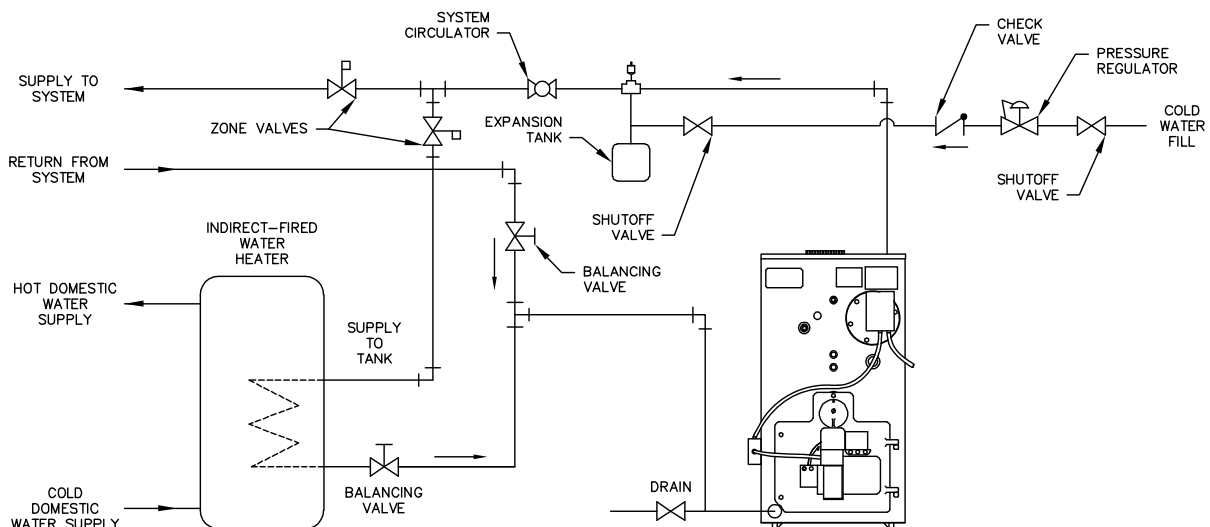 SYSTEM
CIRCULATOR
CHECK
VALVE
PRESSURE
REGULATOR
SUPPLY TO
SYSTEM
ZONE VALVES
EXPANSION
TANK
COLD
WATER
FILL
RETURN FROM
SYSTEM
SHUTOFF
VALVE
SHUTOFF
VALVE
INDIRECT-FIRED
WATER
HEATER
BALANCING
VALVE
HOT DOMESTIC
WATER
SUPPLY
SUPPLY
TO
TANK
BALANCING
VALVE
DRAIN
COLD
DOMESTIC
WATER SUPPLY